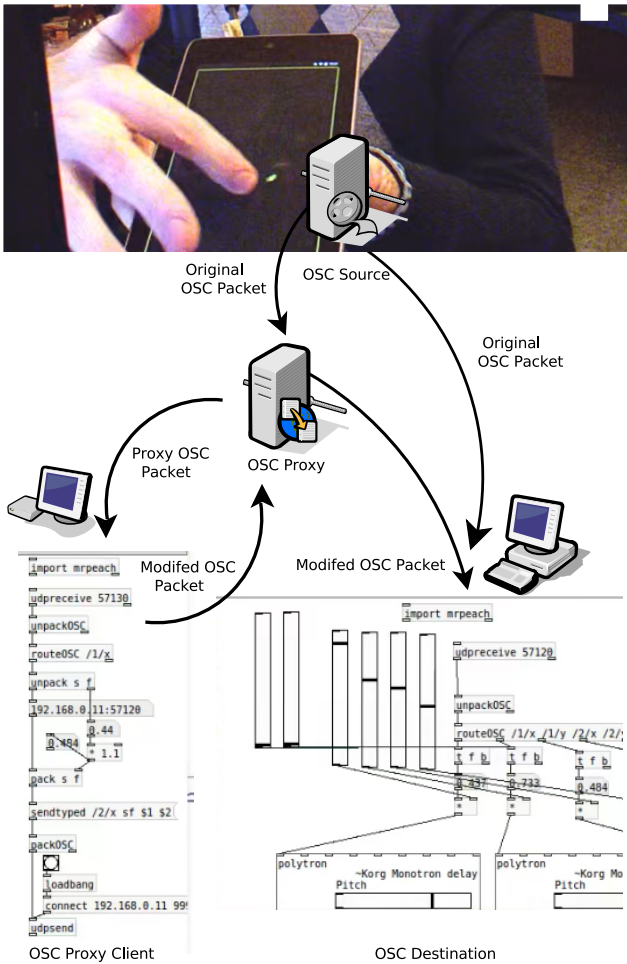 Original
OSC Packet
OSC Source
Original
OSC Packet
OSC Proxy
Proxy OSC
Packet
Modifed OSC
Packet
Modifed OSC Packet
import mrpeach
udpreceive 57130
unpackOSC
routeOSC /1/x
unpack s f
192.168.0.11:57120
0.44
0.484
* 1.1
pack s f
sendtyped /2/x sf $1 $2
packOSC
loadbang
connect 192.168.0.11 999
udpsend
OSC Proxy Client
import mrpeach
udpreceive 57120
unpackOSC
routeOSC /1/x /1/y /2/x /2/y
t f b
t f b
t f b
0.437
0.733
0.484
*
*
*
polytron
~Korg Monotron delay
Pitch
polytron
~Korg Mo
Pitch
OSC Destination